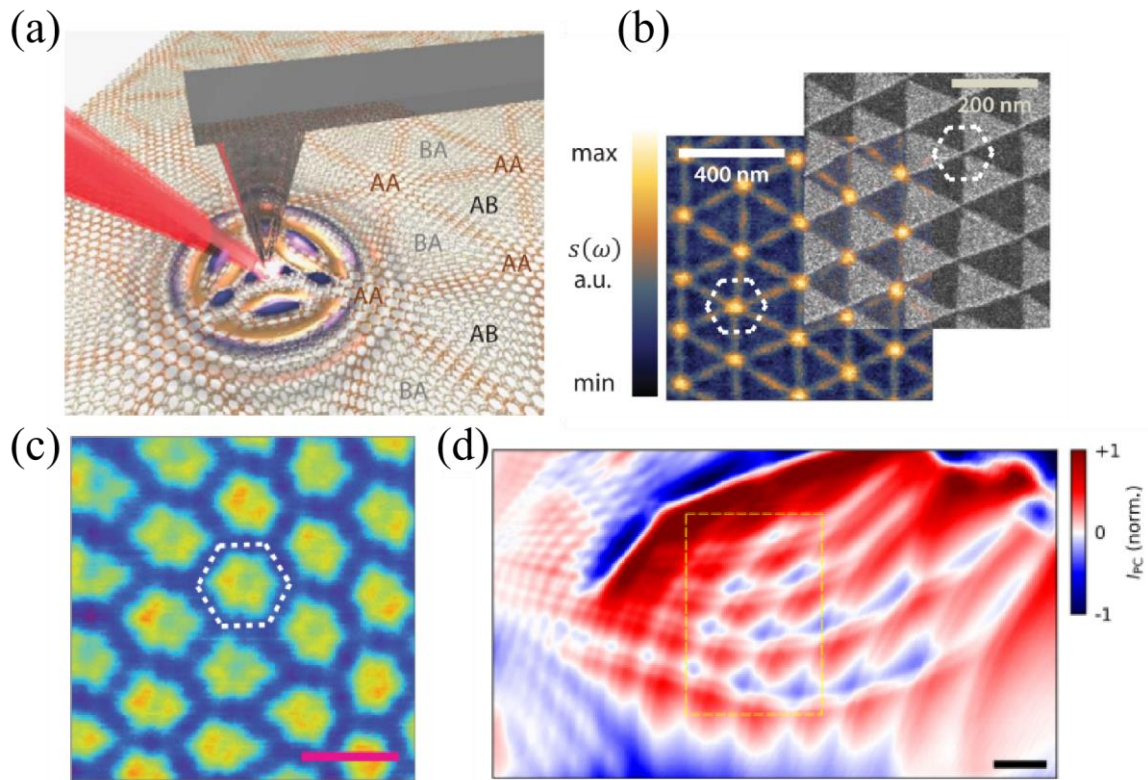 (a)
BA
AA
AA
AB
BA
AA
AA
AB
BA
(b)
200 nm
max
400 nm
s(ω)
a.u.
min
(c)
(d)
+1
0
-1
I_PC (norm.)